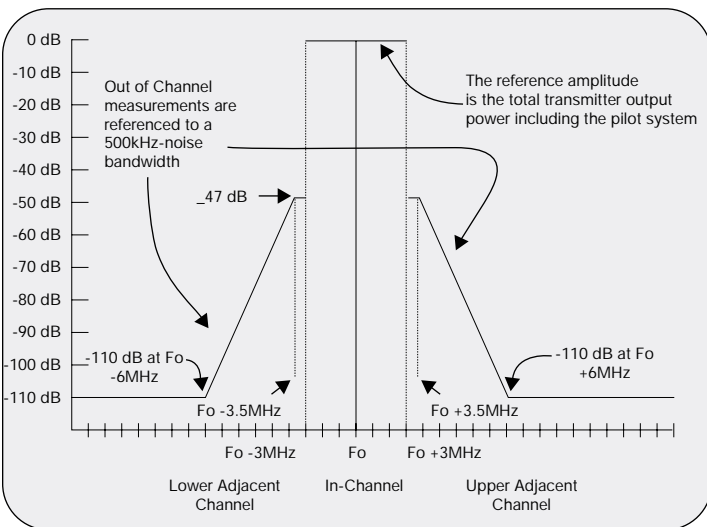 0 dB
-10 dB
-20 dB
-30 dB
-40 dB
-50 dB
-60 dB
-70 dB
-80 dB
-90 dB
-100 dB
-110 dB
Out of Channel
measurements are
referenced to a
500kHz-noise
bandwidth
The reference amplitude
is the total transmitter output
power including the pilot system
_47 dB
-110 dB at Fo
-6MHz
-110 dB at Fo
+6MHz
Fo -3.5MHz
Fo +3.5MHz
Fo -3MHz
Fo
Fo +3MHz
Lower Adjacent
Channel
In-Channel
Upper Adjacent
Channel